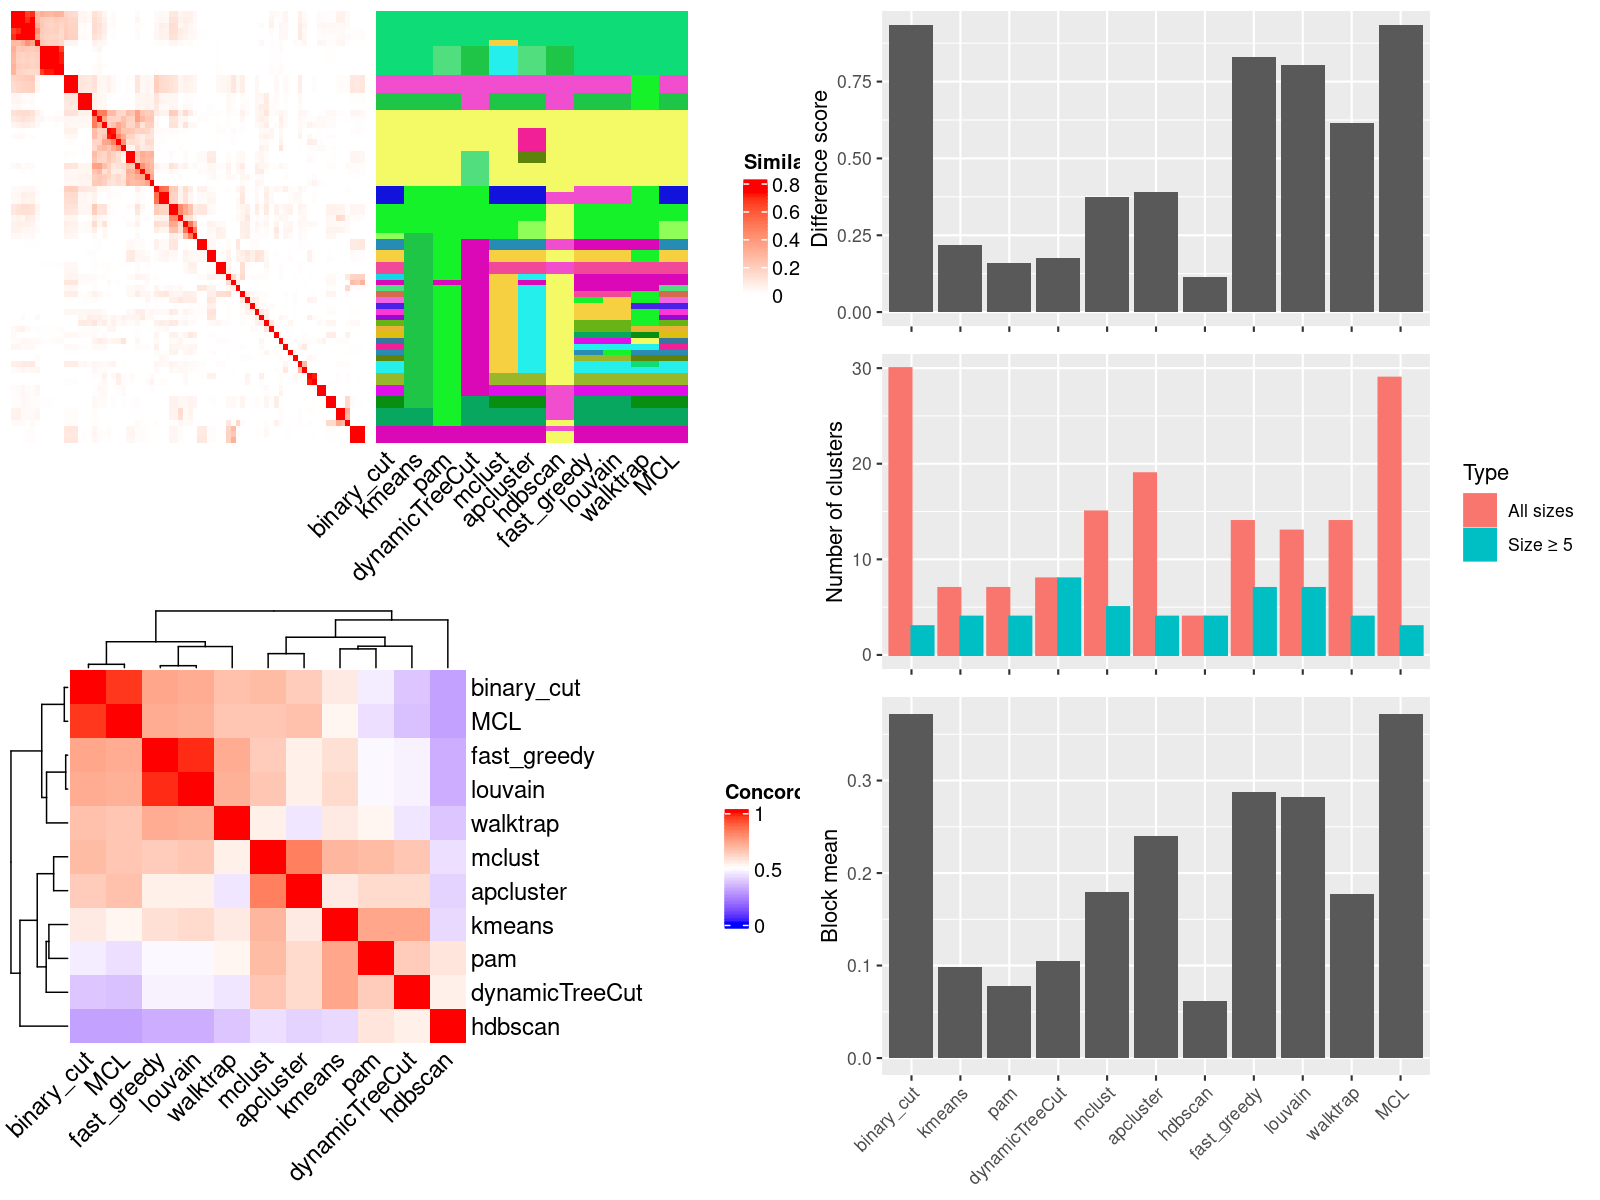 Simila
0.8
0.6
0.4
0.2
0
binary_cut
kmeans
pam
dynamicTreeCut
mclust
apcluster
hdbscan
fast_greedy
louvain
walktrap
MCL
binary_cut
MCL
fast_greedy
louvain
walktrap
mclust
apcluster
kmeans
pam
dynamicTreeCut
hdbscan
Concord
1
0.5
0
binary_cut
MCL
fast_greedy
louvain
walktrap
mclust
apcluster
kmeans
pam
dynamicTreeCut
hdbscan
Difference score
0.75
0.50
0.25
0.00
Number of clusters
30
20
10
0
Type
All sizes
Size ≥ 5
Block mean
0.3
0.2
0.1
0.0
binary_cut
kmeans
pam
dynamicTreeCut
mclust
apcluster
hdbscan
fast_greedy
louvain
walktrap
MCL